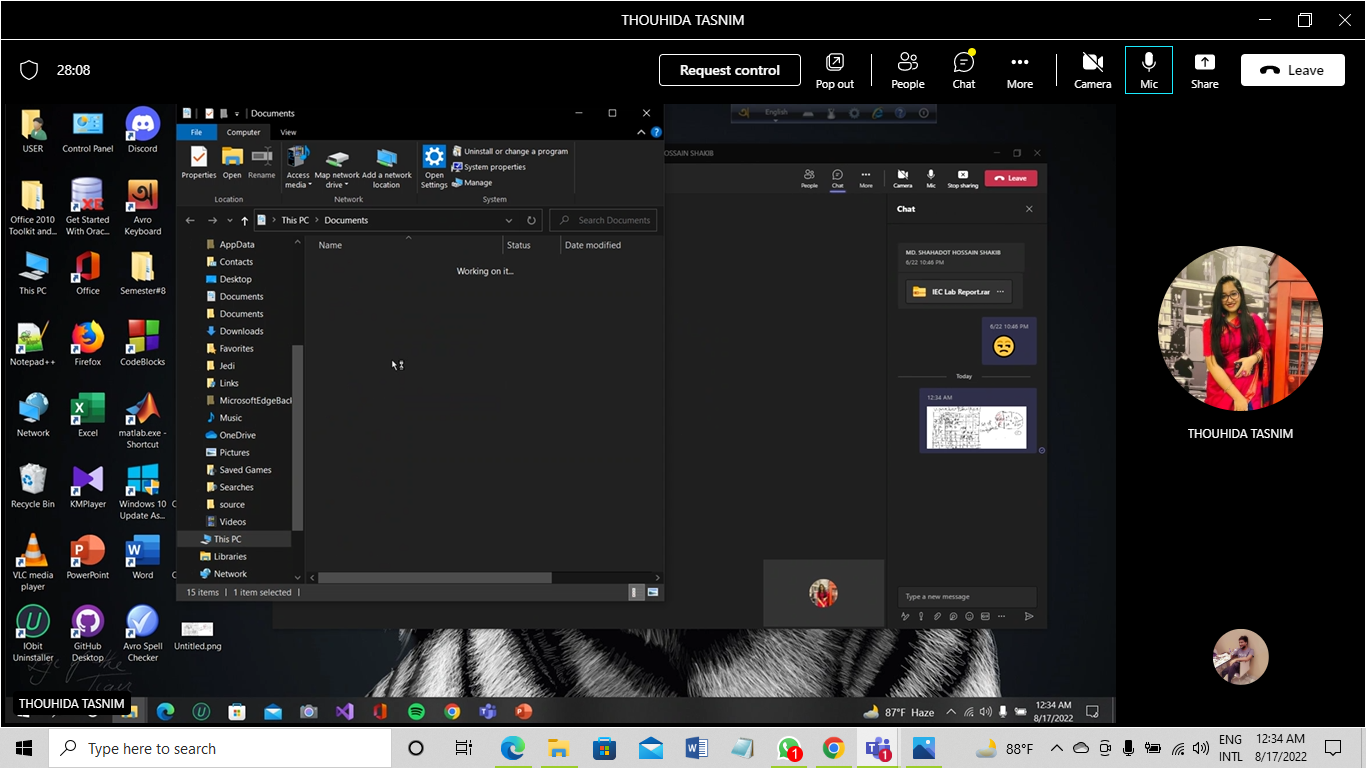 THOUHIDA TASNIM
28:08
Request control
Pop out
People
Chat
More
Camera
Mic
Share
Leave
USER
Control Panel
Discord
Office 2010
Toolkit and...
Get Started
With Orac...
Avro
Keyboard
This PC
Office
Semester#8
Notepad++
Firefox
CodeBlocks
Network
Excel
matlab.exe -
Shortcut
Recycle Bin
KMPlayer
Windows 10
Update As...
VLC media
player
PowerPoint
Word
IObit
Uninstaller
GitHub
Desktop
Avro Spell
Checker
Untitled.png
Documents
File
Computer
View
Properties
Open
Rename
Access
media
Map network
drive
Add a network
location
Open
Settings
Uninstall or change a program
System properties
Manage
Location
Network
System
This PC > Documents
Search Documents
AppData
Contacts
Desktop
Documents
Documents
Downloads
Favorites
Jedi
Links
MicrosoftEdgeBack
Music
OneDrive
Pictures
Saved Games
Searches
source
Videos
This PC
Libraries
Network
Name
Status
Date modified
Working on it...
15 items
1 item selected
English
HOSSAIN SHAKIB
People
Chat
More
Camera
Mic
Stop sharing
Leave
Chat
MD. SHAHADOT HOSSAIN SHAKIB
6/22 10:46 PM
IEC Lab Report.rar
6/22 10:46 PM
Today
12:34 AM
Type a new message
THOUHIDA TASNIM
THOUHIDA TASNIM
87°F Haze
12:34 AM
8/17/2022
Type here to search
1
1
88°F
ENG
INTL
12:34 AM
8/17/2022